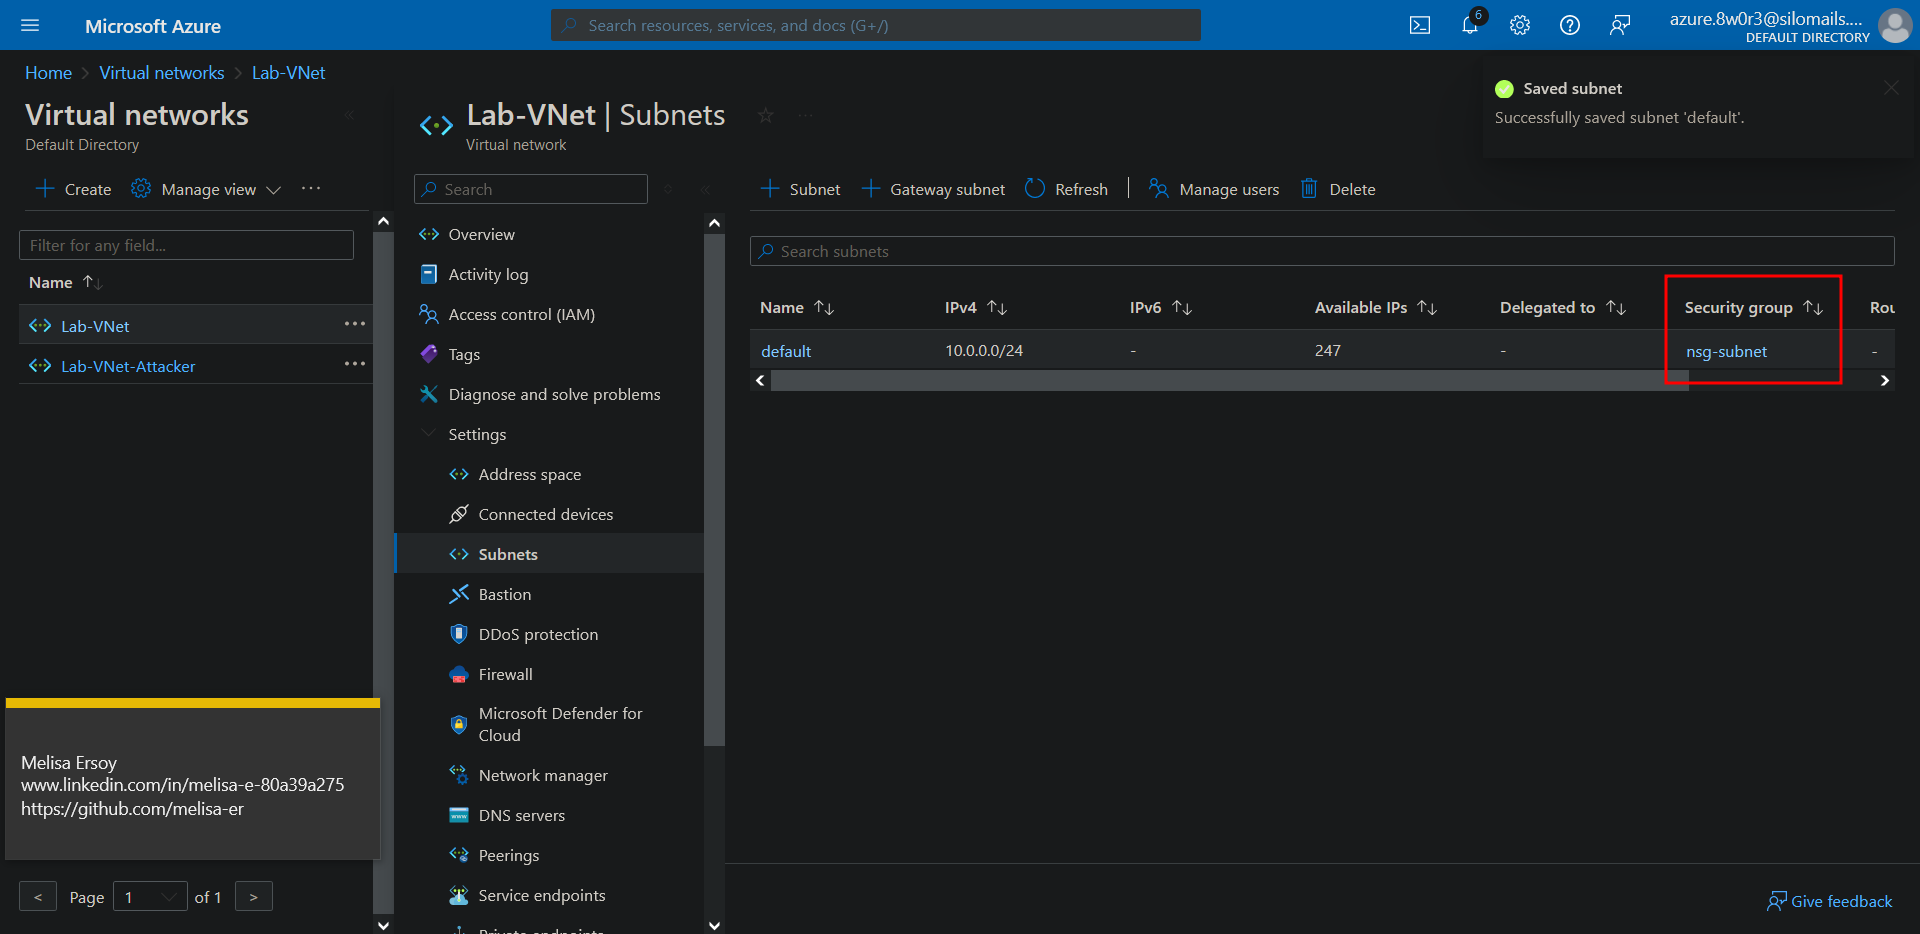 Microsoft Azure
Search resources, services, and docs (G+/)
6
azure.8w0r3@silomails....
DEFAULT DIRECTORY
Home
Virtual networks
Lab-VNet
Virtual networks
Default Directory
Lab-VNet | Subnets
...
Virtual network
Saved subnet
Successfully saved subnet 'default'.
Create
Manage view
...
Search
Subnet
Gateway subnet
Refresh
Manage users
Delete
Filter for any field...
Name
Lab-VNet
...
Lab-VNet-Attacker
...
Overview
Activity log
Access control (IAM)
Tags
Diagnose and solve problems
Settings
Address space
Connected devices
Subnets
Bastion
DDoS protection
Firewall
Microsoft Defender for
Cloud
Network manager
DNS servers
Peerings
Service endpoints
Private endpoints
Search subnets
Name
IPv4
IPv6
Available IPs
Delegated to
Security group
Rou
default
10.0.0.0/24
-
247
-
nsg-subnet
-
Melisa Ersoy
www.linkedin.com/in/melisa-e-80a39a275
https://github.com/melisa-er
< Page 1 of 1 >
Give feedback